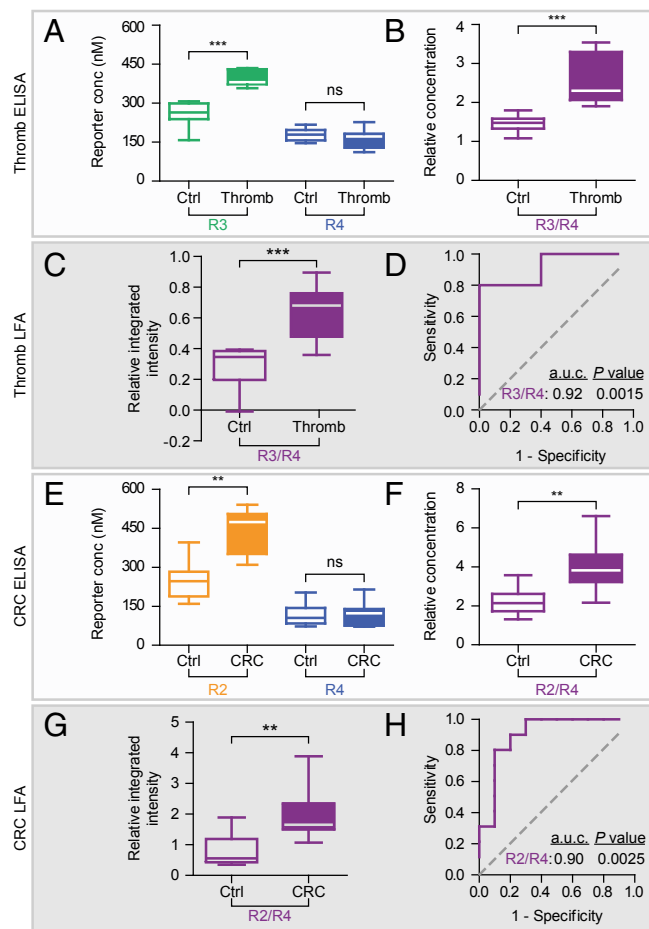 Thromb ELISA
A
Reporter conc (nM)
600
450
300
150
0
***
ns
Ctrl Thromb Ctrl Thromb
R3 R4
B
Relative concentration
4
3
2
1
0
***
Ctrl Thromb
R3/R4
Thromb LFA
C
Relative integrated
intensity
1.0
0.8
0.6
0.4
0.2
0.0
-0.2
***
Ctrl Thromb
R3/R4
D
Sensitivity
1.0
0.8
0.6
0.4
0.2
0.0
a.u.c. P value
R3/R4: 0.92 0.0015
0.0 0.2 0.4 0.6 0.8 1.0
1 - Specificity
CRC ELISA
E
Reporter conc (nM)
600
450
300
150
0
**
ns
Ctrl CRC Ctrl CRC
R2 R4
F
Relative concentration
8
6
4
2
0
**
Ctrl CRC
R2/R4
CRC LFA
G
Relative integrated
intensity
5
4
3
2
1
0
**
Ctrl CRC
R2/R4
H
Sensitivity
1.0
0.8
0.6
0.4
0.2
0.0
a.u.c. P value
R2/R4: 0.90 0.0025
0.0 0.2 0.4 0.6 0.8 1.0
1 - Specificity